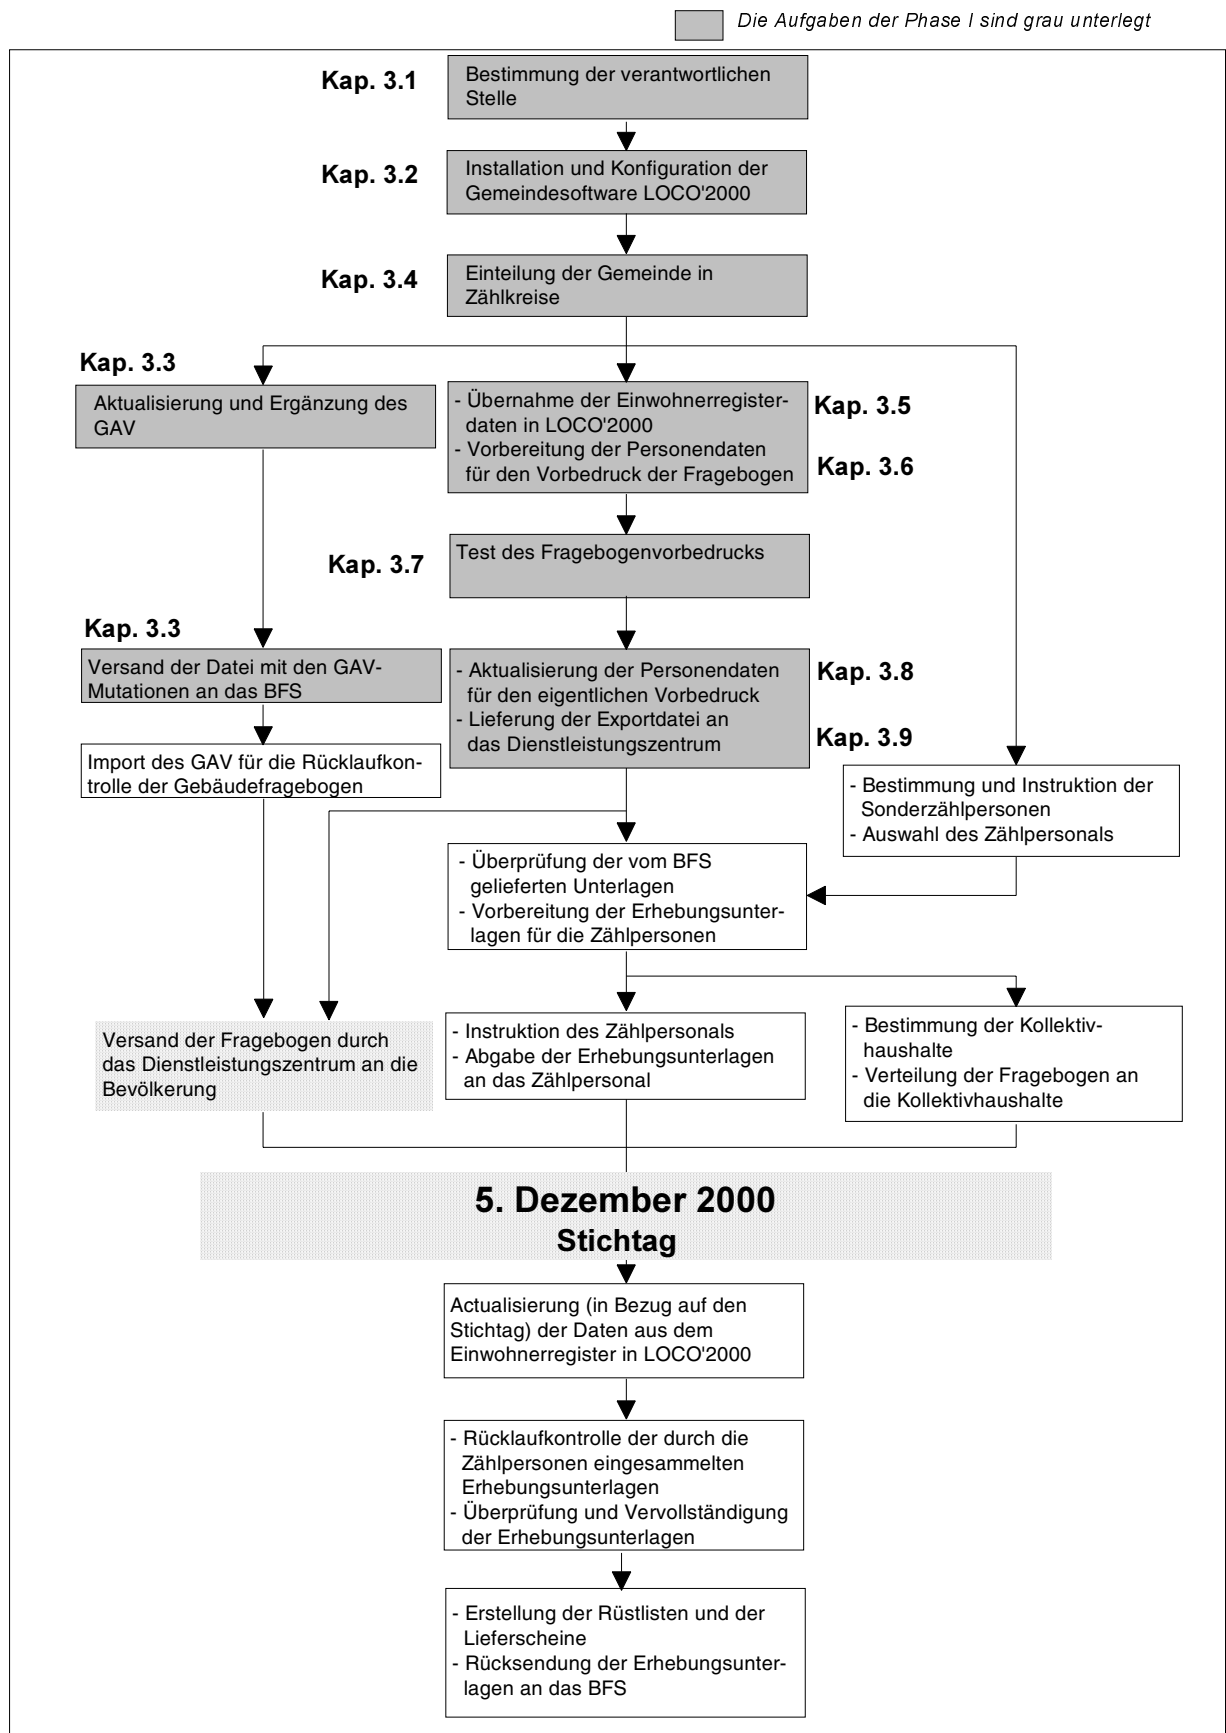 Die Aufgaben der Phase I sind grau unterlegt
Kap. 3.1
Bestimmung der verantwortlichen
Stelle
Kap. 3.2
Installation und Konfiguration der
Gemeindesoftware LOCO'2000
Kap. 3.4
Einteilung der Gemeinde in
Zählkreise
Kap. 3.3
Aktualisierung und Ergänzung des
GAV
- Übernahme der Einwohnerregister-
daten in LOCO'2000
- Vorbereitung der Personendaten
für den Vorbedruck der Fragebogen
Kap. 3.5
Kap. 3.6
Kap. 3.7
Test des Fragebogenvorbedrucks
Kap. 3.3
Versand der Datei mit den GAV-
Mutationen an das BFS
- Aktualisierung der Personendaten
für den eigentlichen Vorbedruck
- Lieferung der Exportdatei an
das Dienstleistungszentrum
Kap. 3.8
Kap. 3.9
Import des GAV für die Rücklaufkon-
trolle der Gebäudefragebogen
- Bestimmung und Instruktion der
Sonderzählpersonen
- Auswahl des Zählpersonals
- Überprüfung der vom BFS
gelieferten Unterlagen
- Vorbereitung der Erhebungsunter-
lagen für die Zählpersonen
Versand der Fragebogen durch
das Dienstleistungszentrum an die
Bevölkerung
- Instruktion des Zählpersonals
- Abgabe der Erhebungsunterlagen
an das Zählpersonal
- Bestimmung der Kollektiv-
haushalte
- Verteilung der Fragebogen an
die Kollektivhaushalte
5. Dezember 2000
Stichtag
Actualisierung (in Bezug auf den
Stichtag) der Daten aus dem
Einwohnerregister in LOCO'2000
- Rücklaufkontrolle der durch die
Zählpersonen eingesammelten
Erhebungsunterlagen
- Überprüfung und Vervollständigung
der Erhebungsunterlagen
- Erstellung der Rüstlisten und der
Lieferscheine
- Rücksendung der Erhebungsunter-
lagen an das BFS